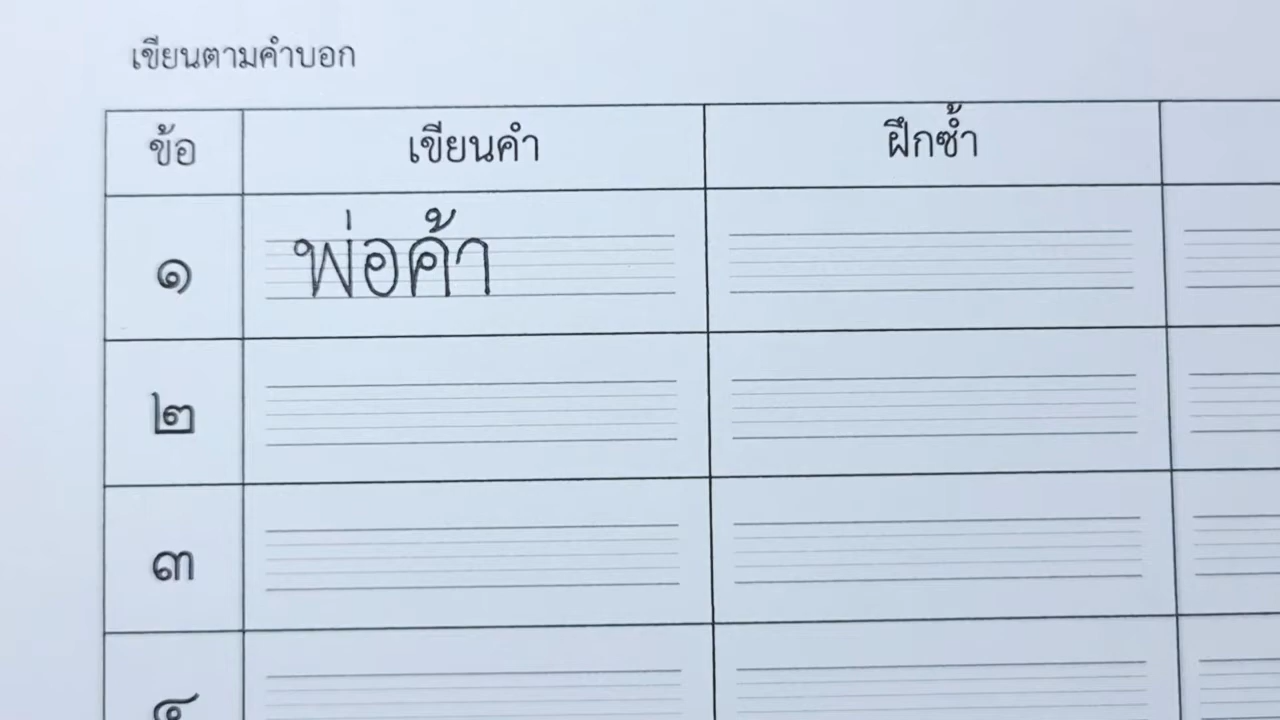 เขียนตามคำบอก
ข้อ เขียนคำ ฝึกซ้ำ
๑ พ่อค้า
๒
๓
๔